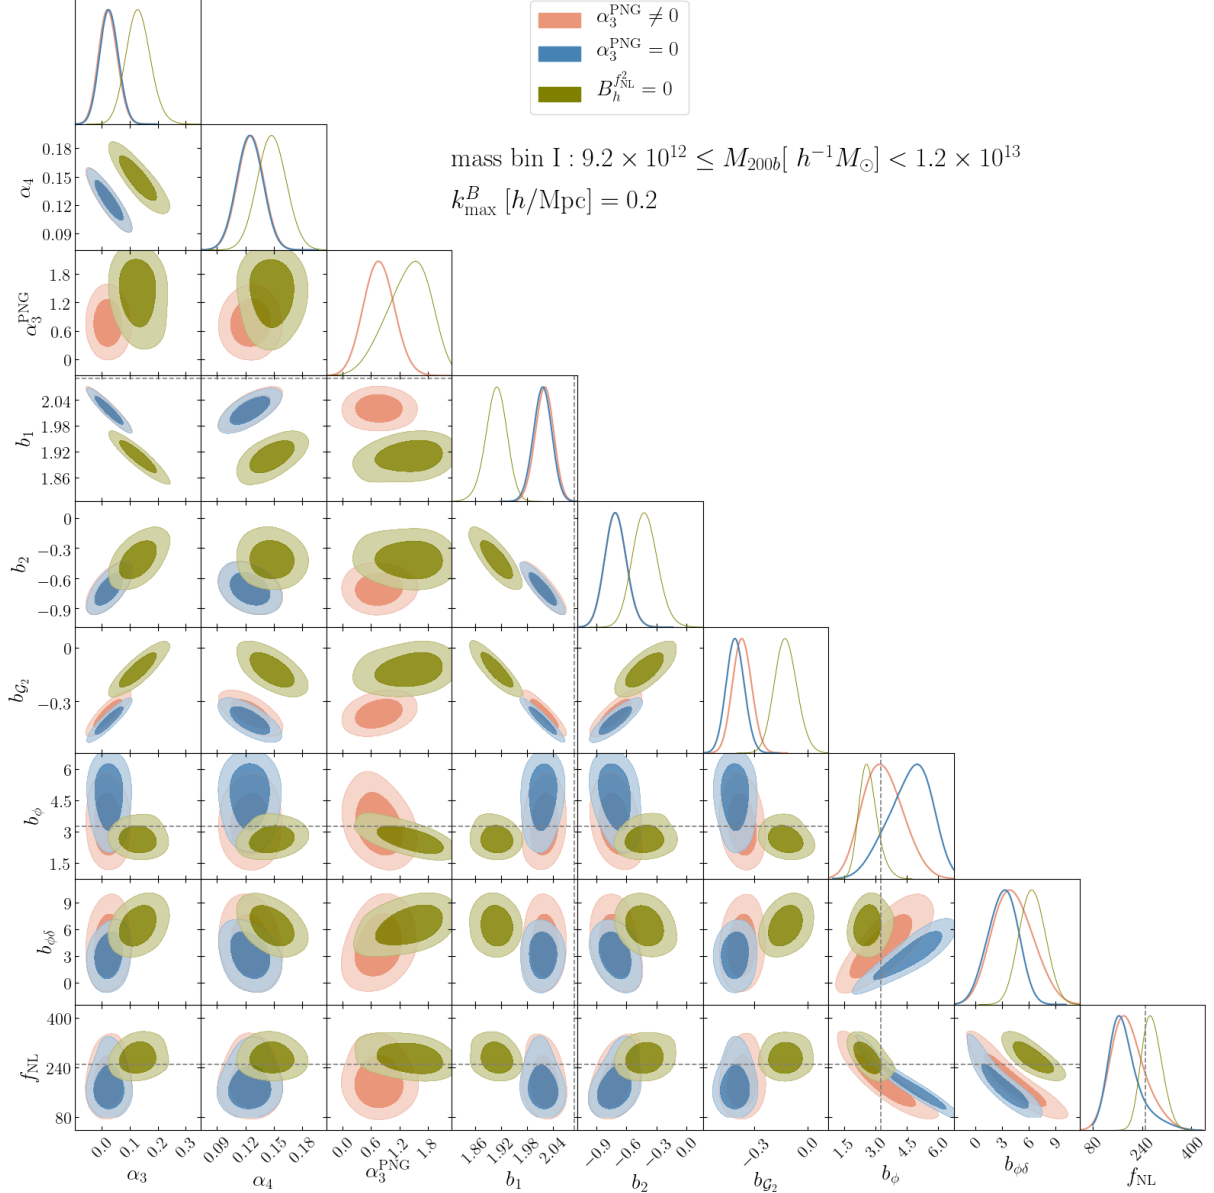 α₃^PNG ≠ 0
α₃^PNG = 0
B_h^{f²_NL} = 0
mass bin I : 9.2 × 10¹² ≤ M_200b[ h⁻¹M_⊙] < 1.2 × 10¹³
k^B_max [h/Mpc] = 0.2
α₄
0.18
0.15
0.12
0.09
α₃^PNG
1.8
1.2
0.6
0
b₁
2.04
1.98
1.92
1.86
b₂
0
−0.3
−0.6
−0.9
b_𝒢₂
0
−0.3
b_ϕ
6
4.5
3
1.5
b_ϕδ
9
6
3
0
f_NL
400
240
80
0.0 0.1 0.2 0.3 0.09 0.12 0.15 0.18 0.0 0.6 1.2 1.8 1.86 1.92 1.98 2.04 −0.9 −0.6 −0.3 0.0 −0.3 0.0 1.5 3.0 4.5 6.0 0 3 6 9 80 240 400
α₃ α₄ α₃^PNG b₁ b₂ b_𝒢₂ b_ϕ b_ϕδ f_NL